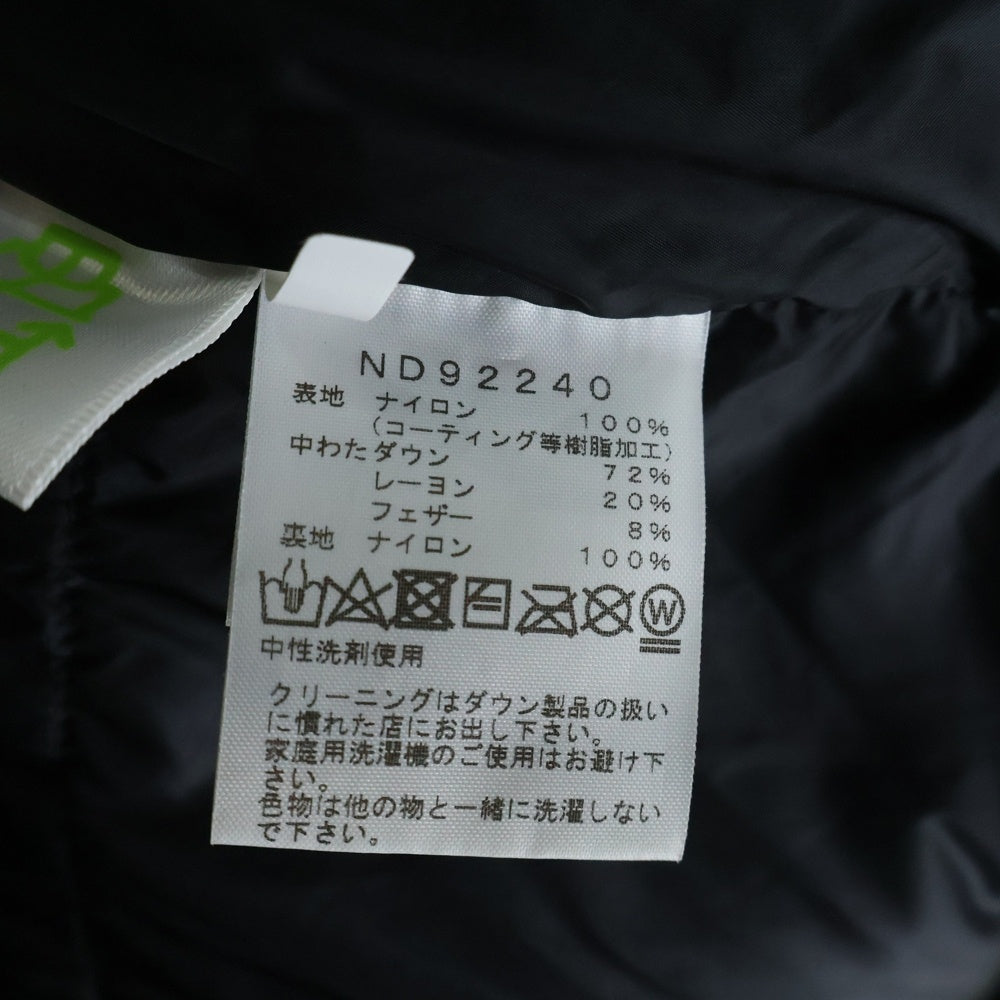 ND92240
表地 ナイロン 100%
(コーティング等樹脂加工)
中わた ダウン 72%
レーヨン 20%
フェザー 8%
裏地 ナイロン 100%
W
中性洗剤使用
クリーニングはダウン製品の扱い
に慣れた店にお出し下さい。
家庭用洗濯機のご使用はお避け下
さい。
色物は他の物と一緒に洗濯しない
で下さい。